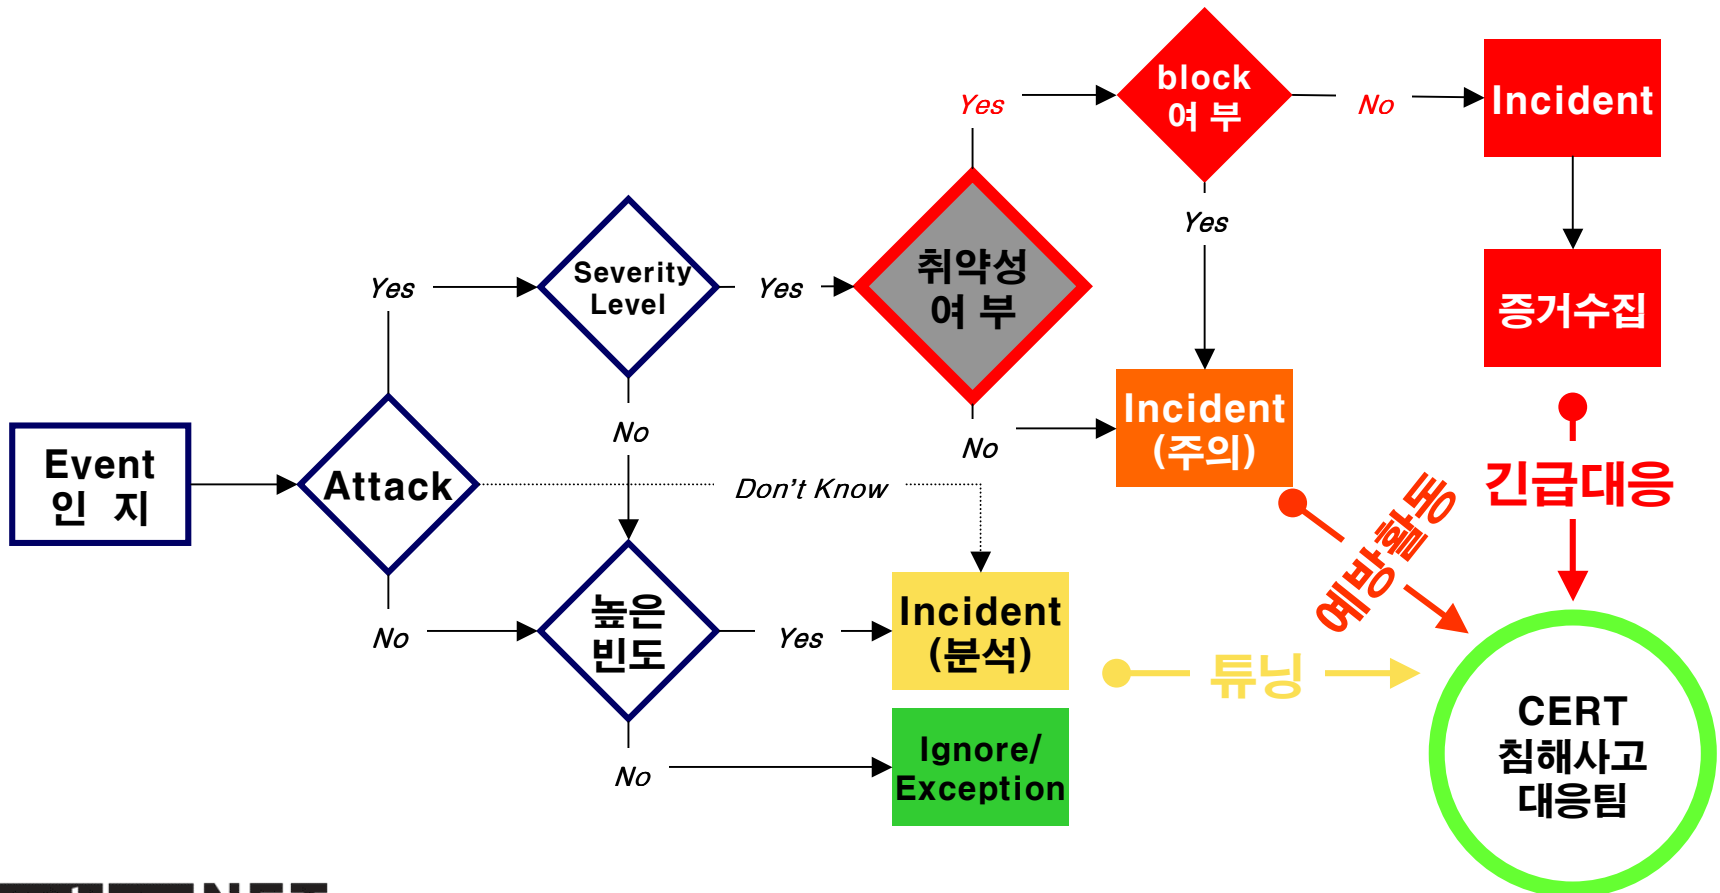 Event
인 지
Attack
Yes
No
Severity
Level
Yes
No
Don't Know
높은
빈도
Yes
No
취약성
여 부
Yes
No
block
여 부
No
Yes
Incident
증거수집
Incident
(주의)
Incident
(분석)
Ignore/
Exception
긴급대응
예방활동
튜닝
CERT
침해사고
대응팀